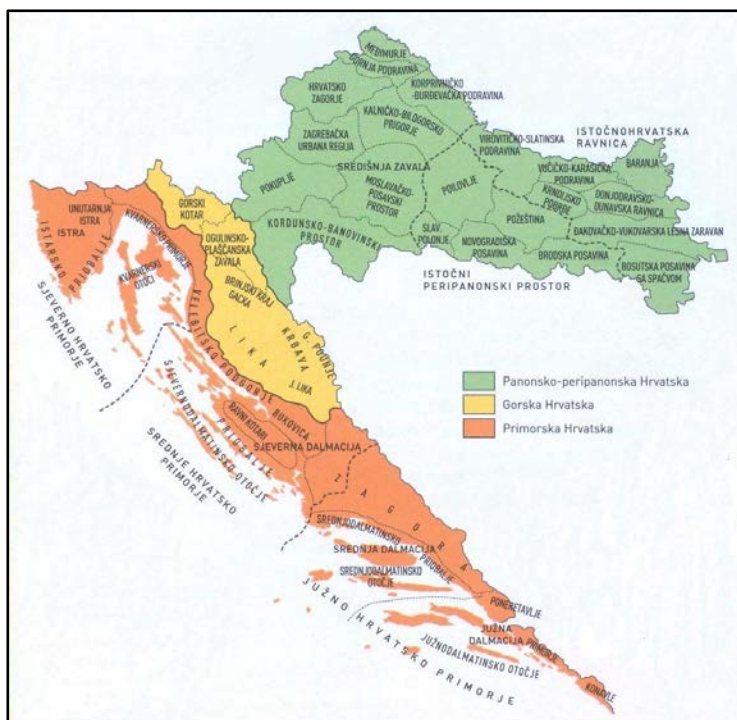 MEĐIMURJE
GORNJA PODRAVINA
HRVATSKO
ZAGORJE
KORPRIVNIČKO-
ĐURĐEVAČKA PODRAVINA
KALNIČKO-BILOGORSKO
PRIGORJE
ZAGREBAČKA
URBANA REGIJA
VIROVITIČKO-SLATINSKA
PODRAVINA
ISTOČNOHRVATSKA
RAVNICA
SREDIŠNJA ZAVALA
VUČIČKO-KARAŠIČKA
PODRAVINA
BARANJA
POKUPLJE
MOSLAVAČKO-
POSAVSKI
PROSTOR
POILOVLJE
KRNDIJSKO
POBRĐE
DONJODRAVSKO-
DUNAVSKA RAVNICA
POŽEŠTINA
KORDUNSKO-BANOVINSKI
PROSTOR
SLAV.
POLONJE
NOVOGRADIŠKA
POSAVINA
BRODSKA POSAVINA
ĐAKOVAČKO-VUKOVARSKA LESNA ZARAVAN
BOSUTSKA POSAVINA
SA SPAČVOM
ISTOČNI
PERIPANONSKI PROSTOR
GORSKI
KOTAR
UNUTARNJA
ISTRA
ISTRA
ISTARSKO
PRIOBALJE
KVARNERSKO PRIMORJE
OGULINSKO-
PLAŠĆANSKA
ZAVALA
KVARNERSKI
OTOCI
BRINJSKI KRAJ
GACKA
SJEVERNO HRVATSKO
PRIMORJE
VELEBITSKO PODGORJE
LIKA
G. POUNJE
KRBAVA
J. LIKA
Panonsko-peripanonska Hrvatska
Gorska Hrvatska
Primorska Hrvatska
SJEVERNODALMATINSKO OTOČJE
PRIOBALJE
RAVNI KOTARI
BUKOVICA
SJEVERNA DALMACIJA
SREDNJE HRVATSKO
PRIMORJE
ZAGORA
SREDNJODALMATINSKO
PRIOBALJE
SREDNJA DALMACIJA
SREDNJODALMATINSKO
OTOČJE
JUŽNO HRVATSKO PRIMORJE
PONERETAVLJE
JUŽNA
DALMACIJA
PRIMORJE
JUŽNODALMATINSKO OTOČJE
KONAVLE